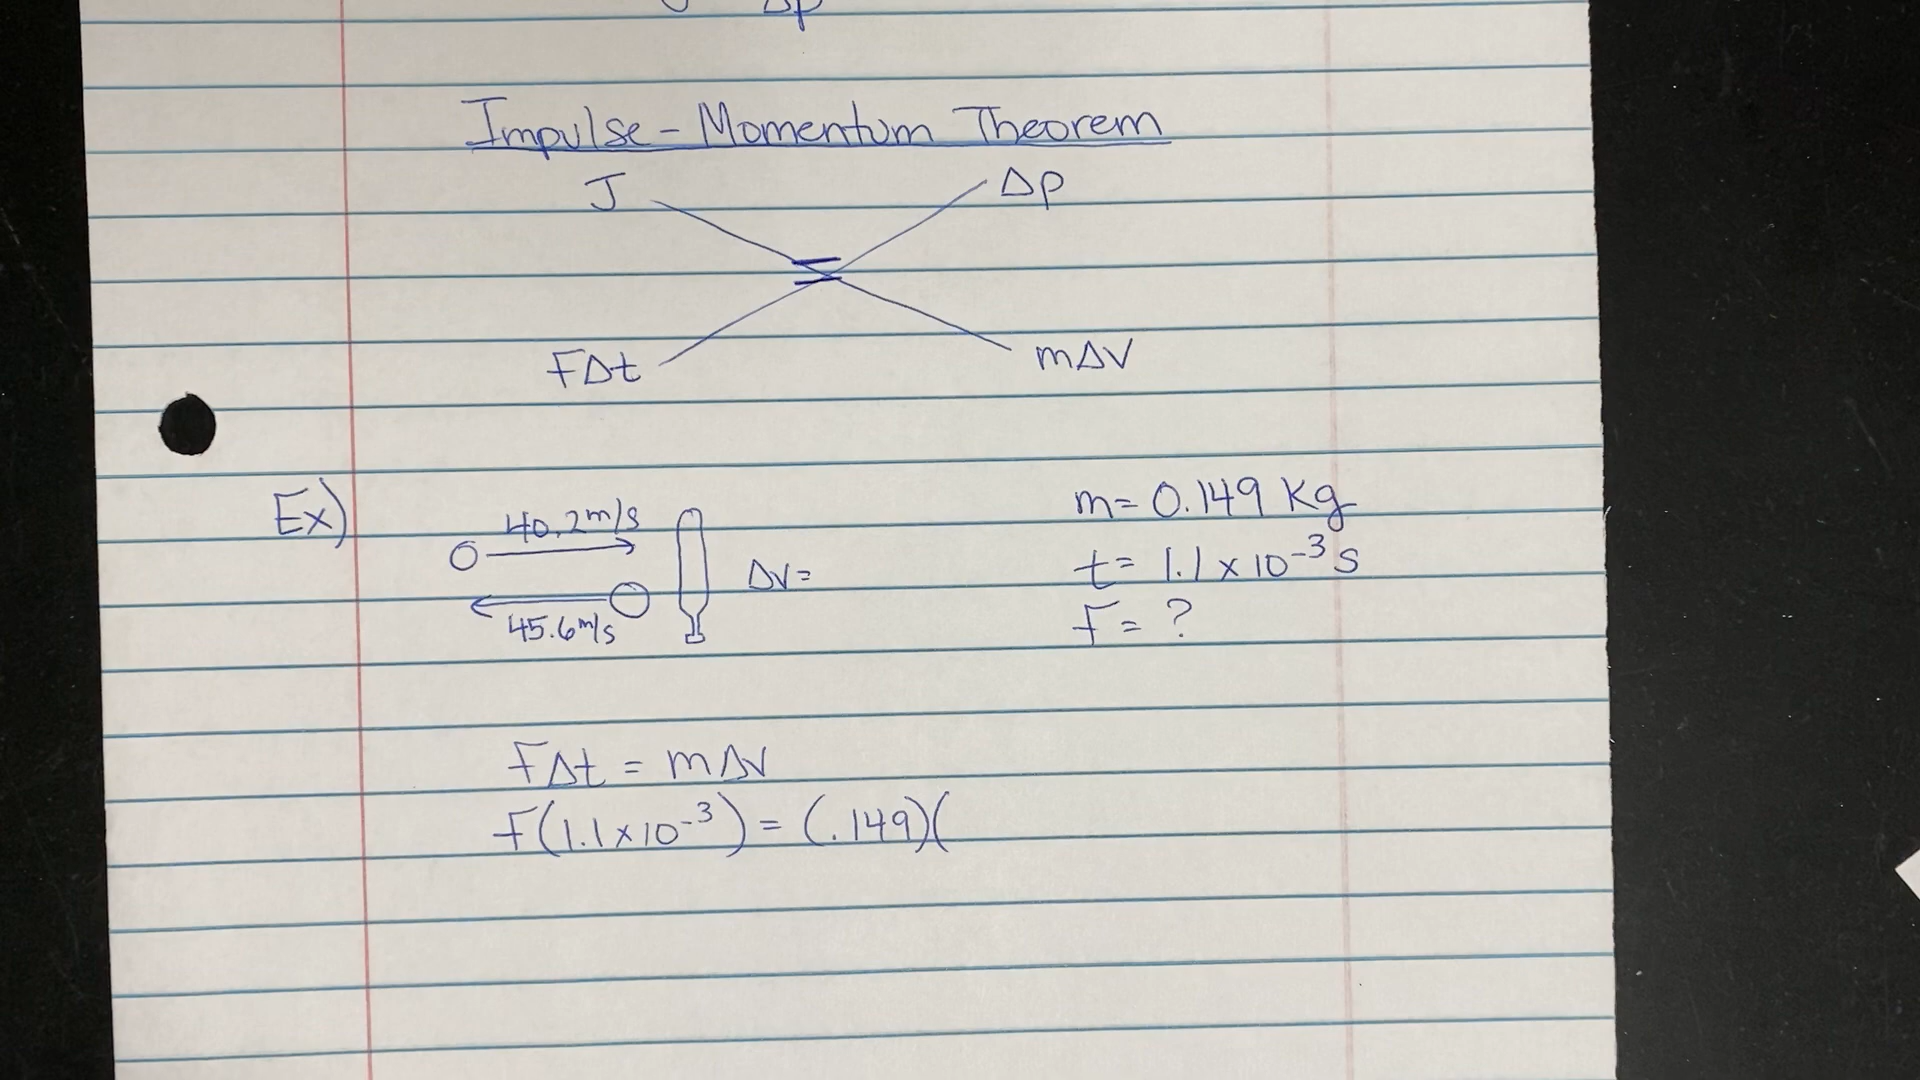 Δp
Impulse - Momentum Theorem
J Δp
=
FΔt mΔV
Ex) 40.2m/s m= 0.149 Kg
ΔV= t= 1.1 x 10⁻³ s
45.6m/s F= ?
FΔt = mΔV
F(1.1x10⁻³) = (.149)(